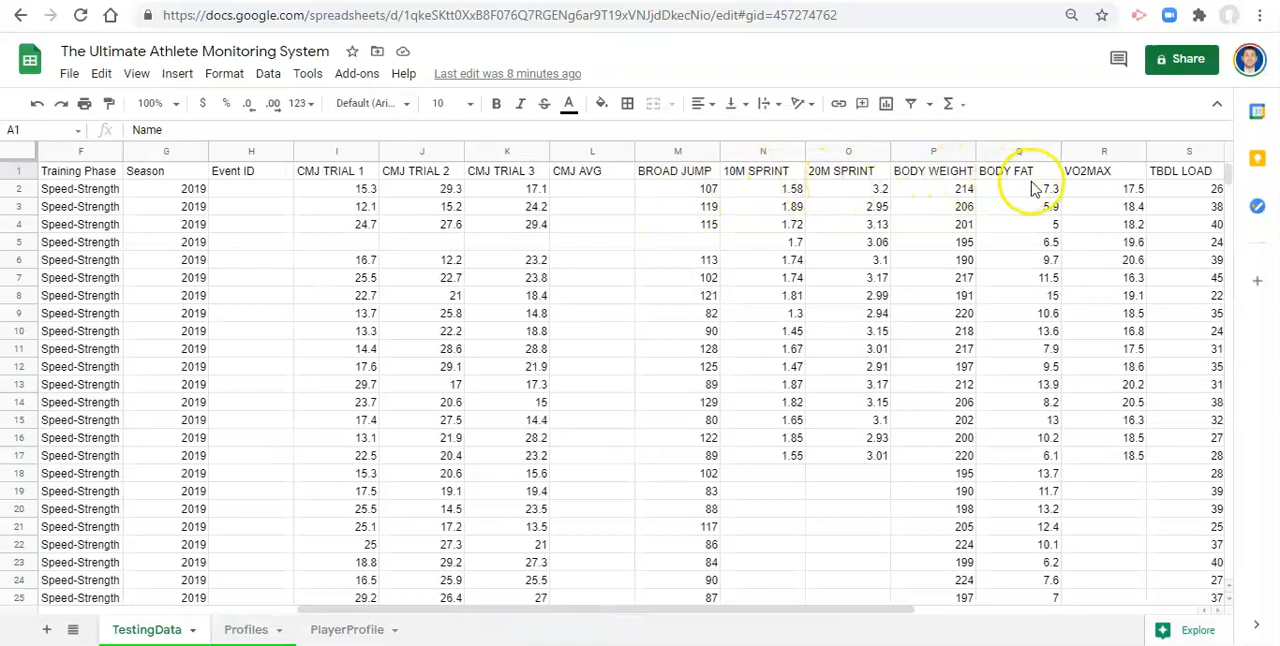 https://docs.google.com/spreadsheets/d/1qkeSKtt0XxB8F076Q7RGENg6ar9T19xVNJjdDkecNio/edit#gid=457274762
The Ultimate Athlete Monitoring System
File Edit View Insert Format Data Tools Add-ons Help Last edit was 8 minutes ago
Share
100% $ % .0 .00 123 Default (Ari... 10 B I S A
A1 fx Name
F G H I J K L M N O P Q R S
1 Training Phase Season Event ID CMJ TRIAL 1 CMJ TRIAL 2 CMJ TRIAL 3 CMJ AVG BROAD JUMP 10M SPRINT 20M SPRINT BODY WEIGHT BODY FAT VO2MAX TBDL LOAD
2 Speed-Strength 2019 15.3 29.3 17.1 107 1.58 3.2 214 7.3 17.5 26
3 Speed-Strength 2019 12.1 15.2 24.2 119 1.89 2.95 206 5.9 18.4 38
4 Speed-Strength 2019 24.7 27.6 29.4 115 1.72 3.13 201 5 18.2 40
5 Speed-Strength 2019 1.7 3.06 195 6.5 19.6 24
6 Speed-Strength 2019 16.7 12.2 23.2 113 1.74 3.1 190 9.7 20.6 39
7 Speed-Strength 2019 25.5 22.7 23.8 102 1.74 3.17 217 11.5 16.3 45
8 Speed-Strength 2019 22.7 21 18.4 121 1.81 2.99 191 15 19.1 22
9 Speed-Strength 2019 13.7 25.8 14.8 82 1.3 2.94 220 10.6 18.5 35
10 Speed-Strength 2019 13.3 22.2 18.8 90 1.45 3.15 218 13.6 16.8 24
11 Speed-Strength 2019 14.4 28.6 28.8 128 1.67 3.01 217 7.9 17.5 31
12 Speed-Strength 2019 17.6 29.1 21.9 125 1.47 2.91 197 9.5 18.6 35
13 Speed-Strength 2019 29.7 17 17.3 89 1.87 3.17 212 13.9 20.2 31
14 Speed-Strength 2019 23.7 20.6 15 129 1.82 3.15 206 8.2 20.5 38
15 Speed-Strength 2019 17.4 27.5 14.4 80 1.65 3.1 202 13 16.3 32
16 Speed-Strength 2019 13.1 21.9 28.2 122 1.85 2.93 200 10.2 18.5 27
17 Speed-Strength 2019 22.5 20.4 23.2 89 1.55 3.01 220 6.1 18.5 28
18 Speed-Strength 2019 15.3 20.6 15.6 102 195 13.7 28
19 Speed-Strength 2019 17.5 19.1 19.4 83 190 11.7 39
20 Speed-Strength 2019 25.5 14.5 23.5 88 198 13.2 39
21 Speed-Strength 2019 25.1 17.2 13.5 117 205 12.4 25
22 Speed-Strength 2019 25 27.3 21 86 224 10.1 37
23 Speed-Strength 2019 18.8 29.2 27.3 84 199 6.2 40
24 Speed-Strength 2019 16.5 25.9 25.5 90 224 7.6 27
25 Speed-Strength 2019 29.2 26.4 27 87 197 7 37
TestingData Profiles PlayerProfile Explore